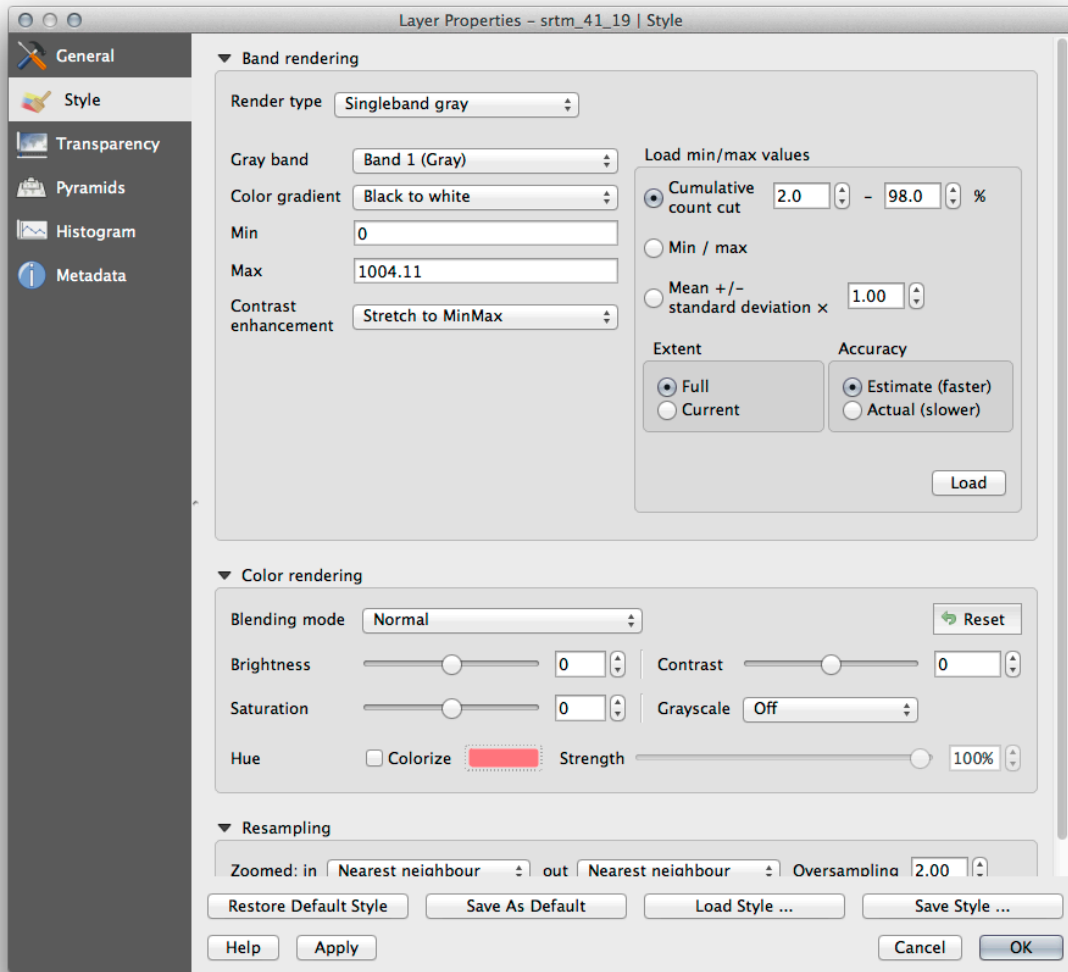 Layer Properties – srtm_41_19 | Style
General
Style
Transparency
Pyramids
Histogram
Metadata
Band rendering
Render type Singleband gray
Gray band Band 1 (Gray)
Color gradient Black to white
Min 0
Max 1004.11
Contrast
enhancement Stretch to MinMax
Load min/max values
Cumulative
count cut 2.0 – 98.0 %
Min / max
Mean +/–
standard deviation × 1.00
Extent
Full
Current
Accuracy
Estimate (faster)
Actual (slower)
Load
Color rendering
Blending mode Normal Reset
Brightness 0 Contrast 0
Saturation 0 Grayscale Off
Hue Colorize Strength 100%
Resampling
Zoomed: in Nearest neighbour out Nearest neighbour Oversampling 2.00
Restore Default Style Save As Default Load Style ... Save Style ...
Help Apply Cancel OK